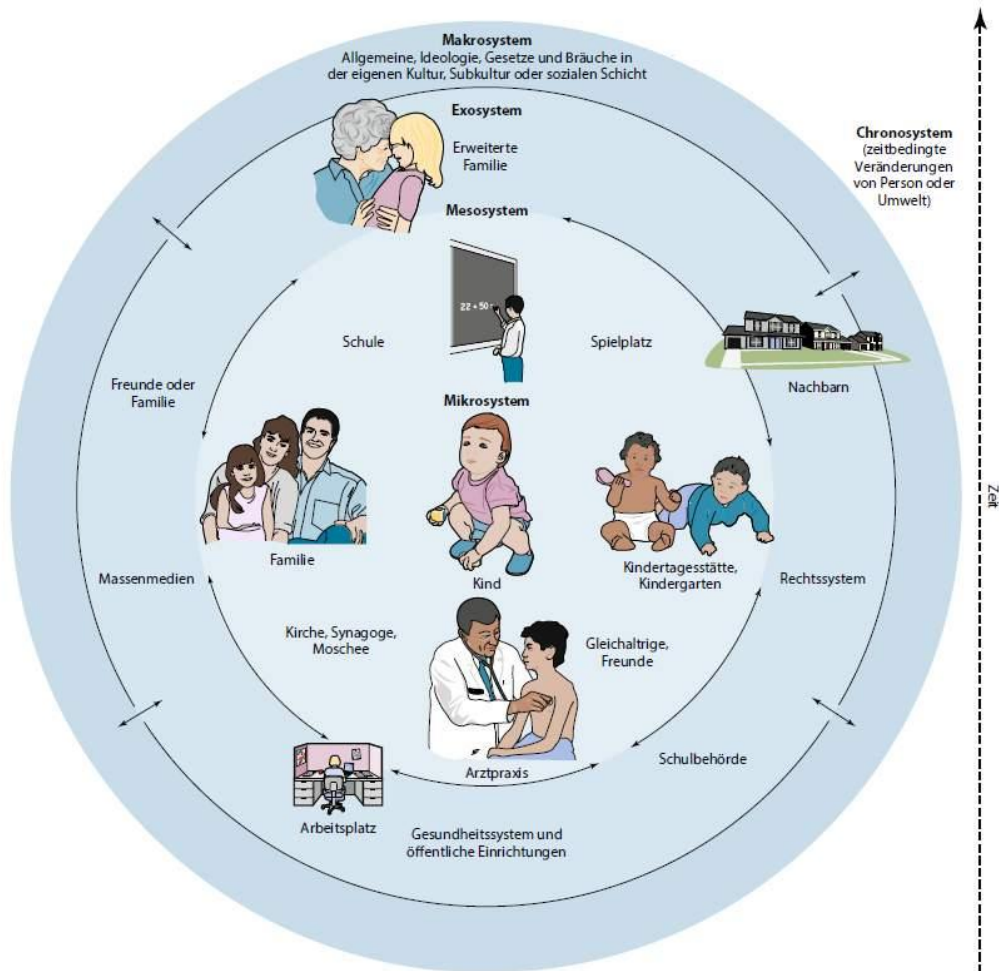 Makrosystem
Allgemeine, Ideologie, Gesetze und Bräuche in
der eigenen Kultur, Subkultur oder sozialen Schicht
Exosystem
Erweiterte
Familie
Chronosystem
(zeitbedingte
Veränderungen
von Person oder
Umwelt)
Mesosystem
22 + 50 =
Schule
Spielplatz
Freunde oder
Familie
Nachbarn
Mikrosystem
Zeit
Familie
Kind
Kindertagesstätte,
Kindergarten
Massenmedien
Rechtssystem
Kirche, Synagoge,
Moschee
Gleichaltrige,
Freunde
Arztpraxis
Schulbehörde
Arbeitsplatz
Gesundheitssystem und
öffentliche Einrichtungen